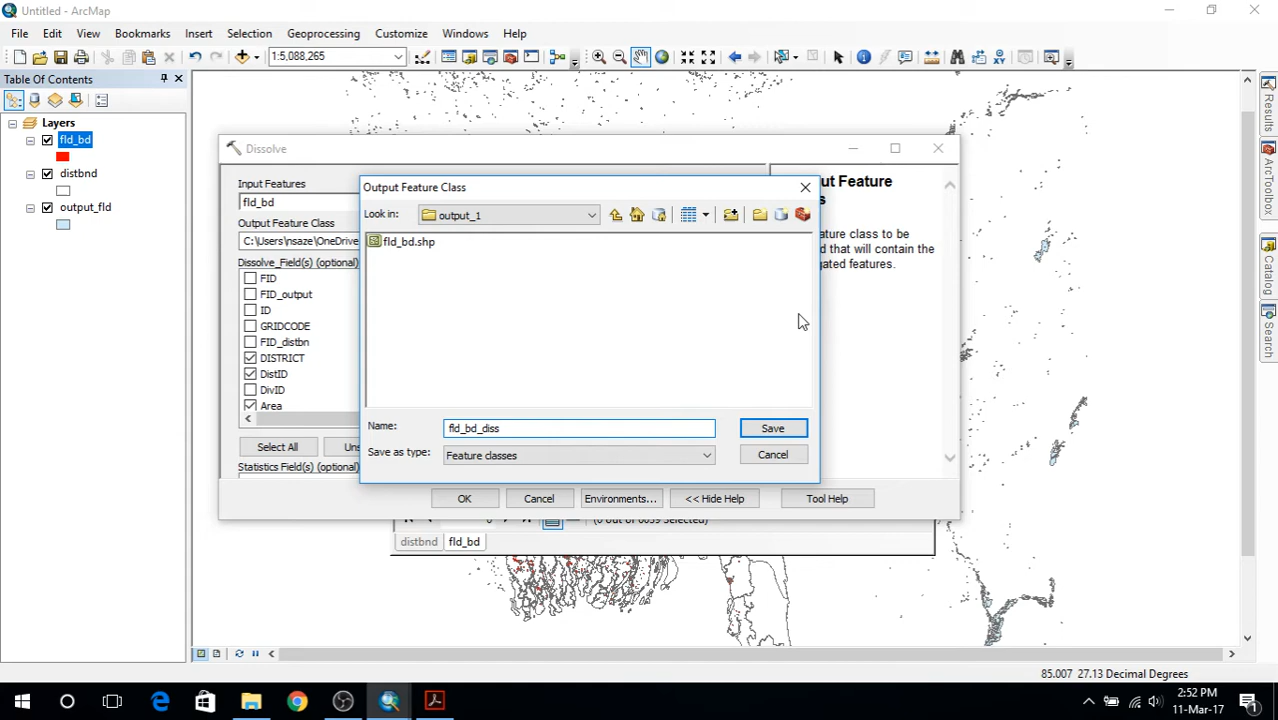 Untitled - ArcMap
File Edit View Bookmarks Insert Selection Geoprocessing Customize Windows Help
1:5,088,265
Table Of Contents
Layers
fld_bd
distbnd
output_fld
Dissolve
Input Features
fld_bd
Output Feature Class
C:\Users\nsaze\OneDrive
Dissolve_Field(s) (optional)
FID
FID_output
ID
GRIDCODE
FID_distbn
DISTRICT
DistID
DivID
Area
Select All
Uns
Statistics Field(s) (optional)
OK
Cancel
Environments...
<< Hide Help
Tool Help
Output Feature Class
Look in:
output_1
fld_bd.shp
Name:
fld_bd_diss
Save
Save as type:
Feature classes
Cancel
ut Feature
s
ature class to be
d that will contain the
gated features.
distbnd
fld_bd
Results
ArcToolbox
Catalog
Search
85.007 27.13 Decimal Degrees
2:52 PM
11-Mar-17